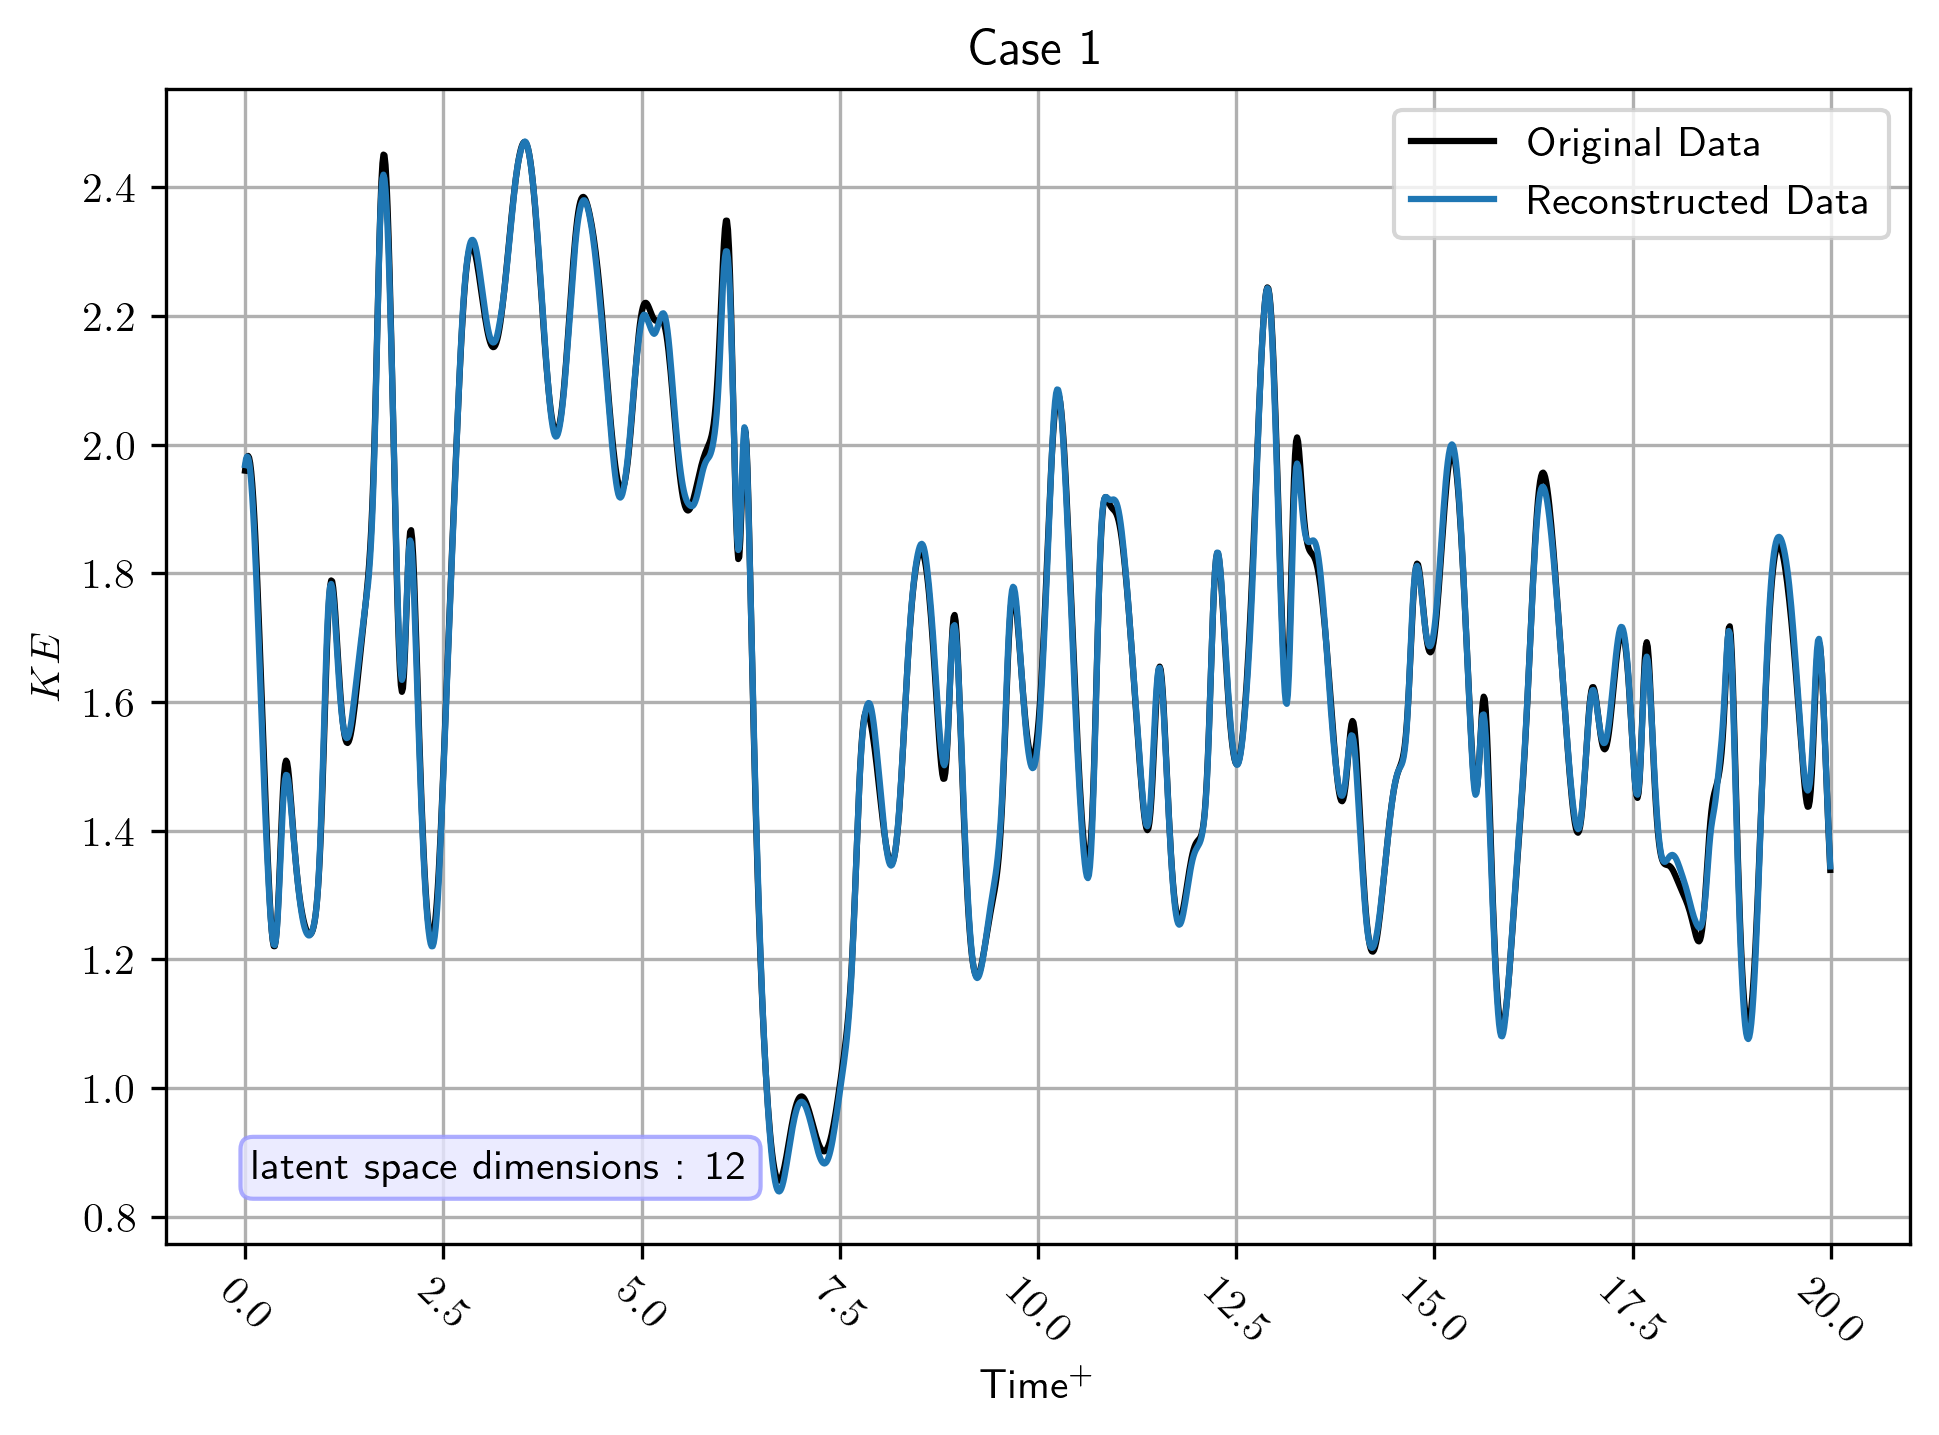 Case 1
Original Data
Reconstructed Data
2.4
2.2
2.0
1.8
1.6
1.4
1.2
1.0
0.8
KE
latent space dimensions : 12
0.0 2.5 5.0 7.5 10.0 12.5 15.0 17.5 20.0
Time⁺